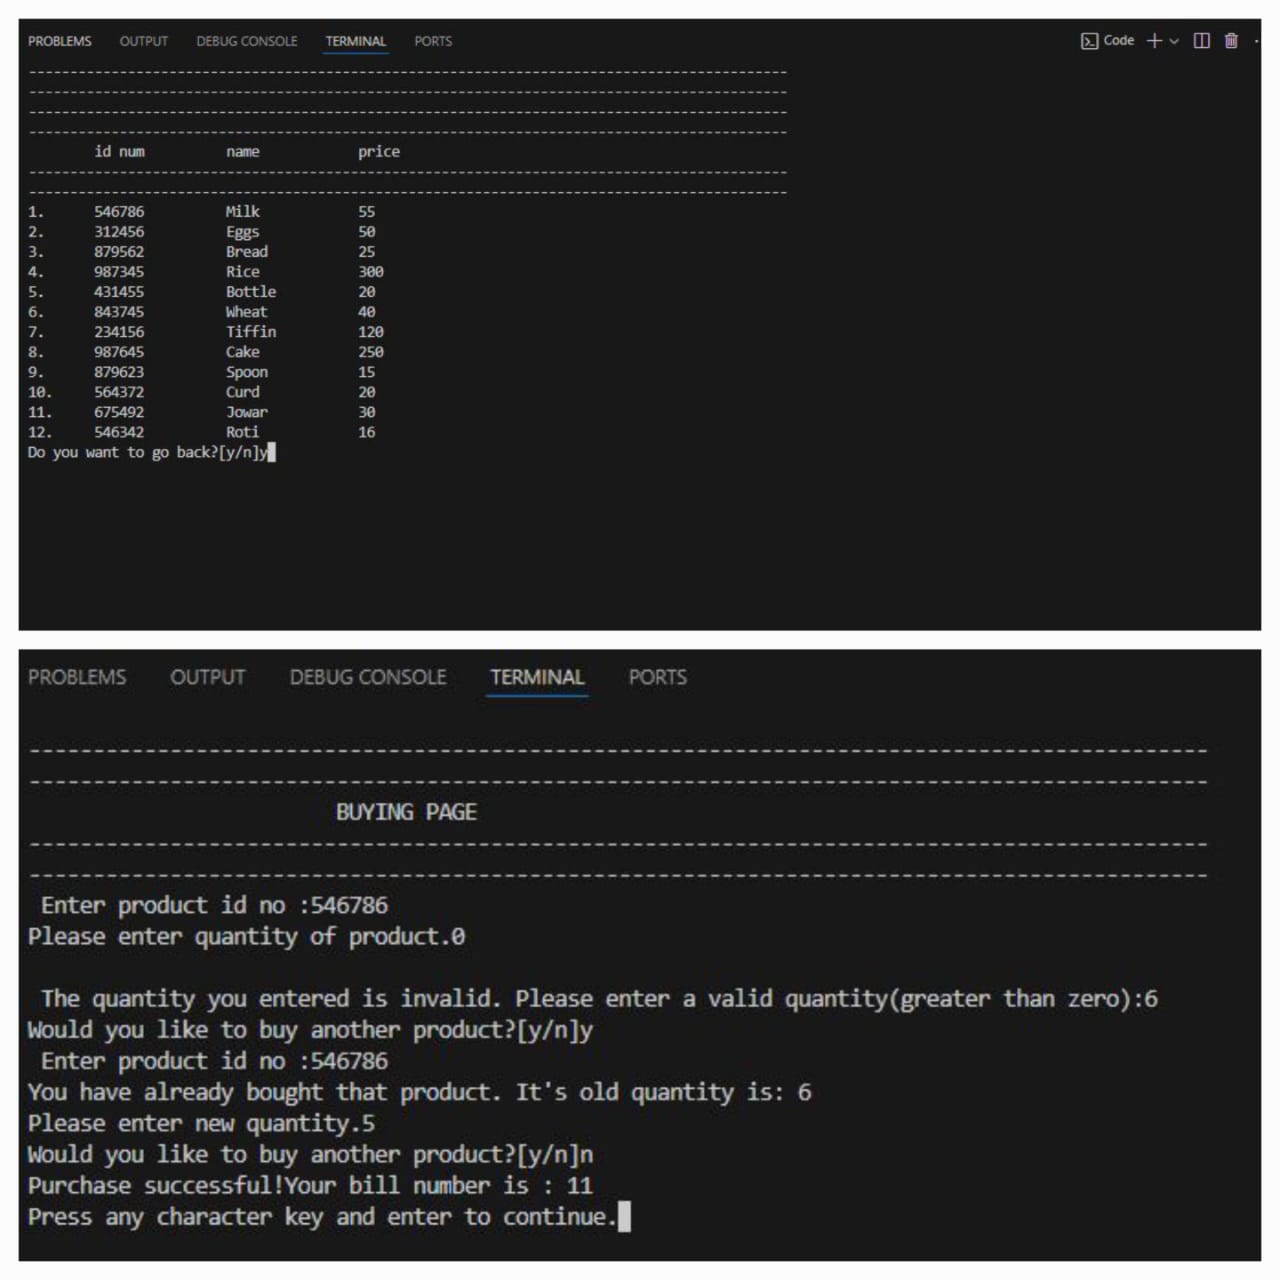 PROBLEMS OUTPUT DEBUG CONSOLE TERMINAL PORTS Code
--------------------------------------------------------------------------------------------
--------------------------------------------------------------------------------------------
--------------------------------------------------------------------------------------------
--------------------------------------------------------------------------------------------
id num name price
--------------------------------------------------------------------------------------------
--------------------------------------------------------------------------------------------
1. 546786 Milk 55
2. 312456 Eggs 50
3. 879562 Bread 25
4. 987345 Rice 300
5. 431455 Bottle 20
6. 843745 Wheat 40
7. 234156 Tiffin 120
8. 987645 Cake 250
9. 879623 Spoon 15
10. 564372 Curd 20
11. 675492 Jowar 30
12. 546342 Roti 16
Do you want to go back?[y/n]y
PROBLEMS OUTPUT DEBUG CONSOLE TERMINAL PORTS
--------------------------------------------------------------------------------------------
--------------------------------------------------------------------------------------------
BUYING PAGE
--------------------------------------------------------------------------------------------
--------------------------------------------------------------------------------------------
Enter product id no :546786
Please enter quantity of product.0
The quantity you entered is invalid. Please enter a valid quantity(greater than zero):6
Would you like to buy another product?[y/n]y
Enter product id no :546786
You have already bought that product. It's old quantity is: 6
Please enter new quantity.5
Would you like to buy another product?[y/n]n
Purchase successful!Your bill number is : 11
Press any character key and enter to continue.